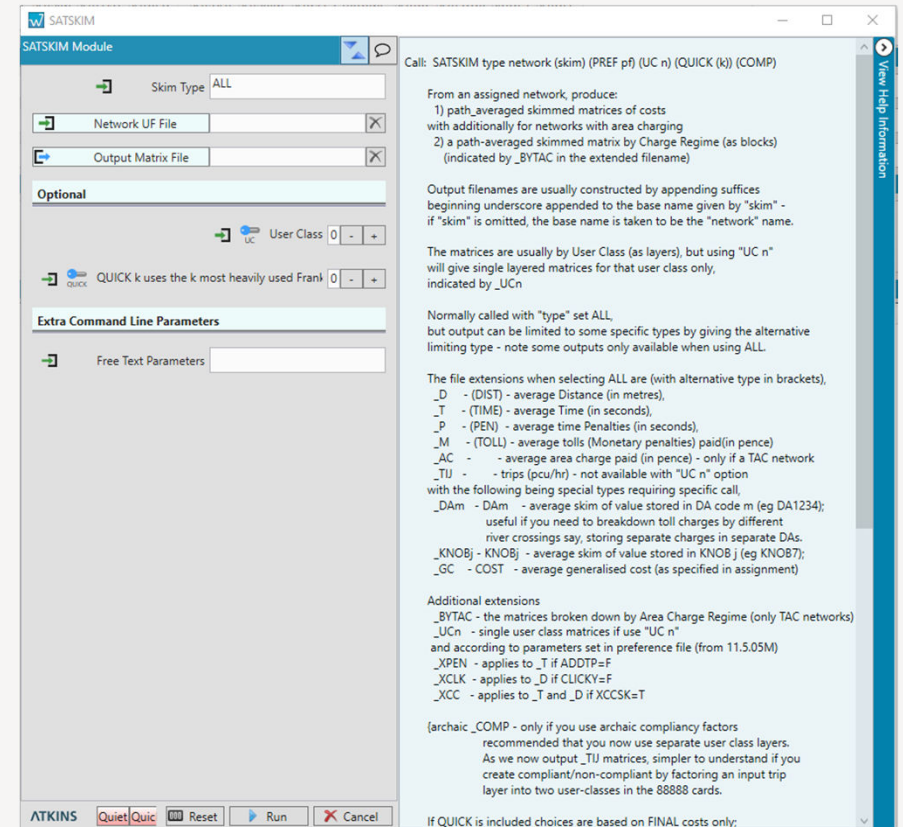 SATSKIM
SATSKIM Module
Skim Type ALL
Network UF File
Output Matrix File
Optional
UC User Class 0 - +
QUICK QUICK k uses the k most heavily used Frank 0 - +
Extra Command Line Parameters
Free Text Parameters
ATKINS Quiet Quic Reset Run Cancel
View Help Information
Call: SATSKIM type network (skim) (PREF pf) (UC n) (QUICK (k)) (COMP)
From an assigned network, produce:
1) path_averaged skimmed matrices of costs
with additionally for networks with area charging
2) a path-averaged skimmed matrix by Charge Regime (as blocks)
(indicated by _BYTAC in the extended filename)
Output filenames are usually constructed by appending suffices
beginning underscore appended to the base name given by "skim" -
if "skim" is omitted, the base name is taken to be the "network" name.
The matrices are usually by User Class (as layers), but using "UC n"
will give single layered matrices for that user class only,
indicated by _UCn
Normally called with "type" set ALL,
but output can be limited to some specific types by giving the alternative
limiting type - note some outputs only available when using ALL.
The file extensions when selecting ALL are (with alternative type in brackets),
_D - (DIST) - average Distance (in metres),
_T - (TIME) - average Time (in seconds),
_P - (PEN) - average time Penalties (in seconds),
_M - (TOLL) - average tolls (Monetary penalties) paid(in pence)
_AC - - average area charge paid (in pence) - only if a TAC network
_TIJ - - trips (pcu/hr) - not available with "UC n" option
with the following being special types requiring specific call,
_DAm - DAm - average skim of value stored in DA code m (eg DA1234);
useful if you need to breakdown toll charges by different
river crossings say, storing separate charges in separate DAs.
_KNOBj - KNOBj - average skim of value stored in KNOB j (eg KNOB7);
_GC - COST - average generalised cost (as specified in assignment)
Additional extensions
_BYTAC - the matrices broken down by Area Charge Regime (only TAC networks)
_UCn - single user class matrices if use "UC n"
and according to parameters set in preference file (from 11.5.05M)
_XPEN - applies to _T if ADDTP=F
_XCLK - applies to _D if CLICKY=F
_XCC - applies to _T and _D if XCCSK=T
{archaic _COMP - only if you use archaic compliancy factors
recommended that you now use separate user class layers.
As we now output _TIJ matrices, simpler to understand if you
create compliant/non-compliant by factoring an input trip
layer into two user-classes in the 88888 cards.
If QUICK is included choices are based on FINAL costs only;